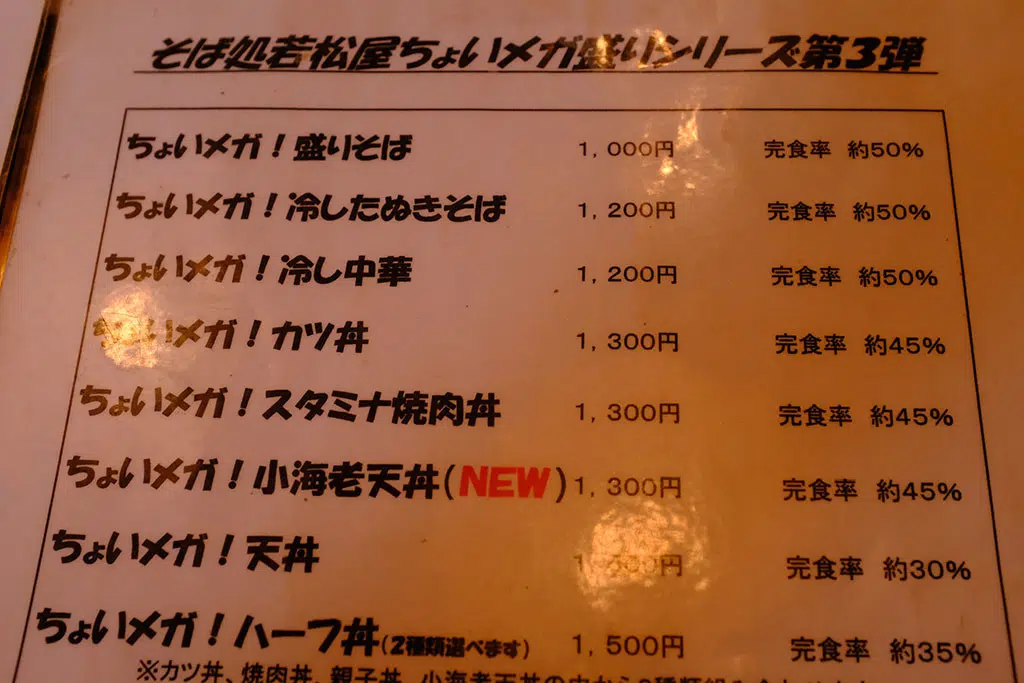 そば処若松屋ちょいメガ盛りシリーズ第3弾
ちょいメガ！盛りそば 1,000円 完食率 約50%
ちょいメガ！冷したぬきそば 1,200円 完食率 約50%
ちょいメガ！冷し中華 1,200円 完食率 約50%
ちょいメガ！カツ丼 1,300円 完食率 約45%
ちょいメガ！スタミナ焼肉丼 1,300円 完食率 約45%
ちょいメガ！小海老天丼(NEW) 1,300円 完食率 約45%
ちょいメガ！天丼 完食率 約30%
ちょいメガ！ハーフ丼(2種類選べます) 1,500円 完食率 約35%
※カツ丼、焼肉丼、親子丼、小海老天丼の中から2種類